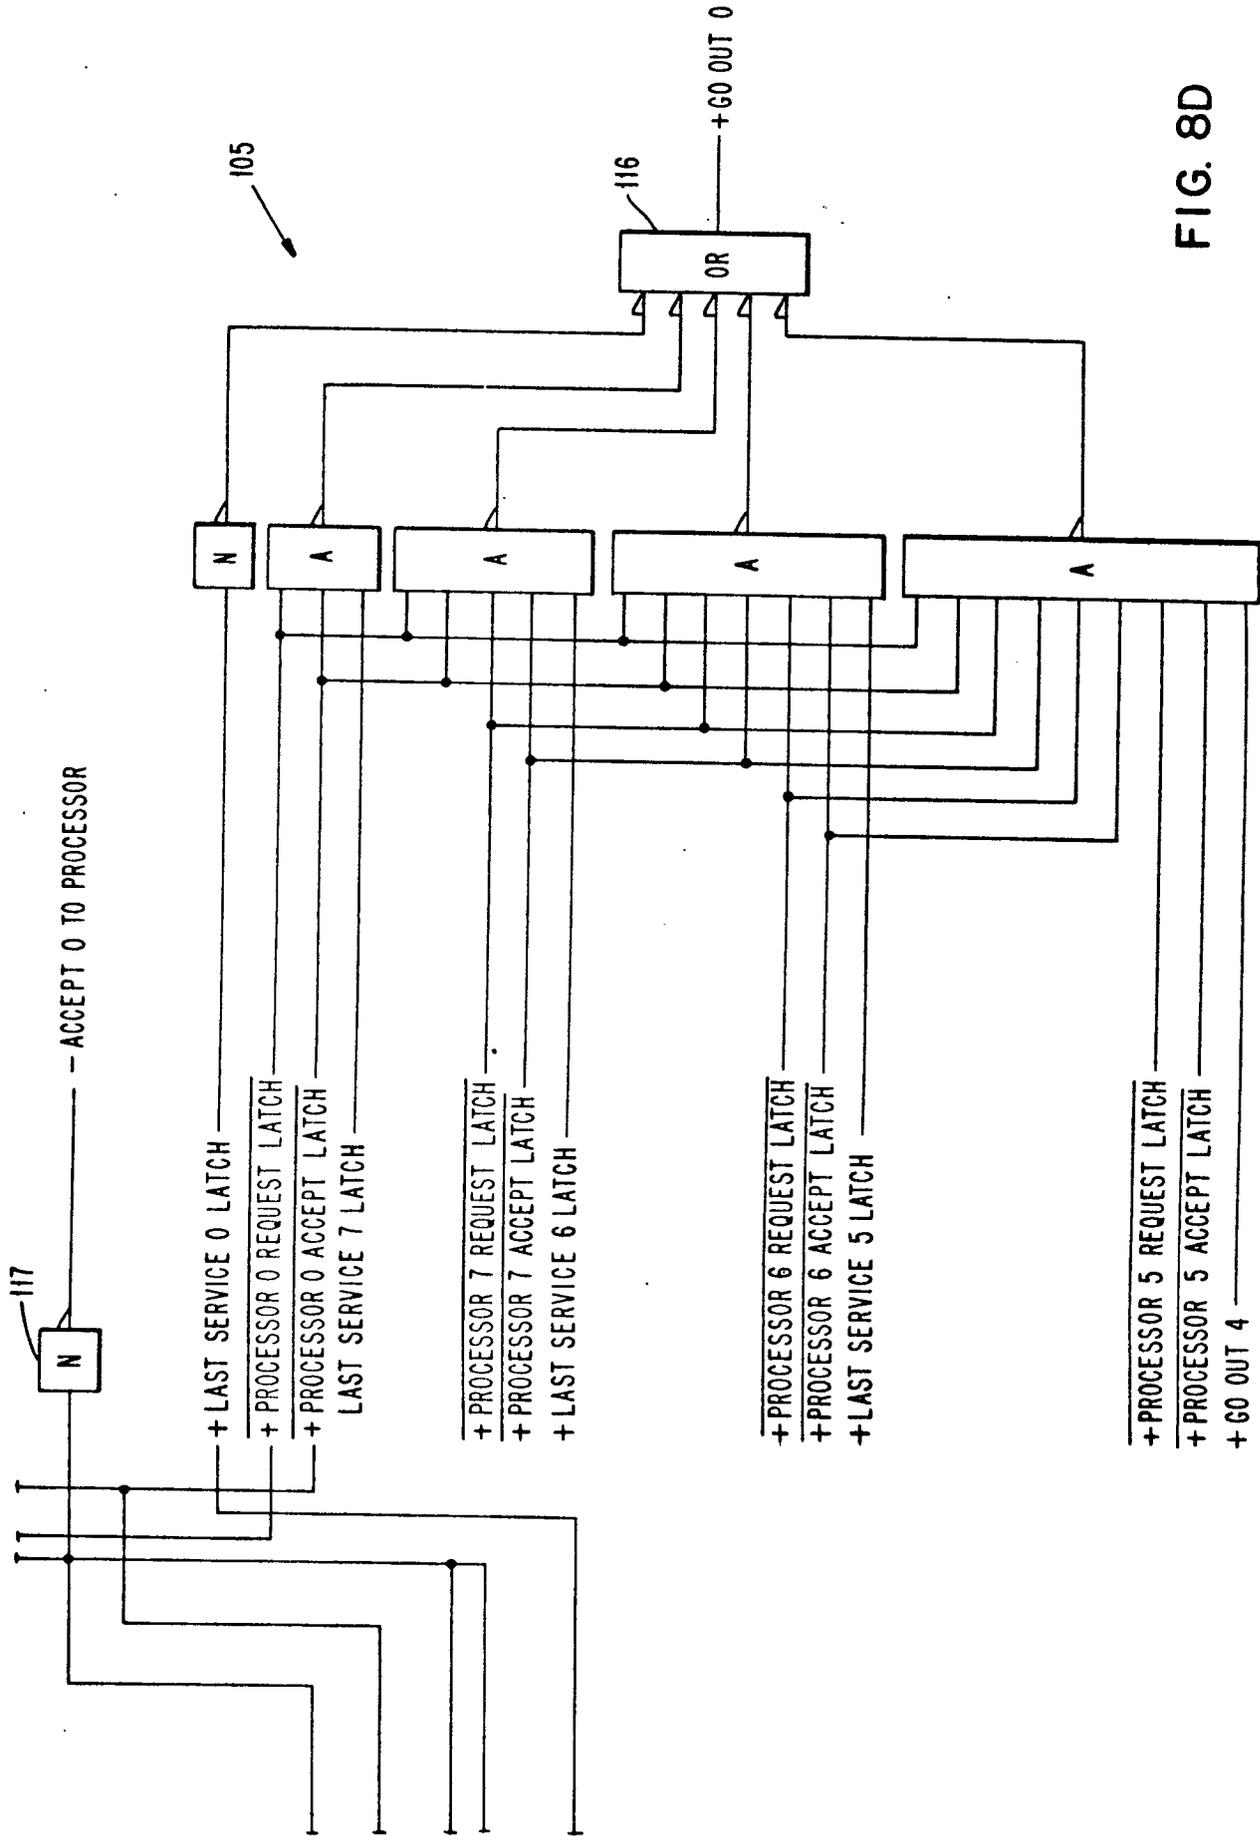 117
N
— ACCEPT 0 TO PROCESSOR
105
+ LAST SERVICE 0 LATCH
+ PROCESSOR 0 REQUEST LATCH
+ PROCESSOR 0 ACCEPT LATCH
LAST SERVICE 7 LATCH
+ PROCESSOR 7 REQUEST LATCH
+ PROCESSOR 7 ACCEPT LATCH
+ LAST SERVICE 6 LATCH
+ PROCESSOR 6 REQUEST LATCH
+ PROCESSOR 6 ACCEPT LATCH
+ LAST SERVICE 5 LATCH
+ PROCESSOR 5 REQUEST LATCH
+ PROCESSOR 5 ACCEPT LATCH
+ GO OUT 4
N
A
A
A
A
116
OR
+ GO OUT 0
FIG. 8D